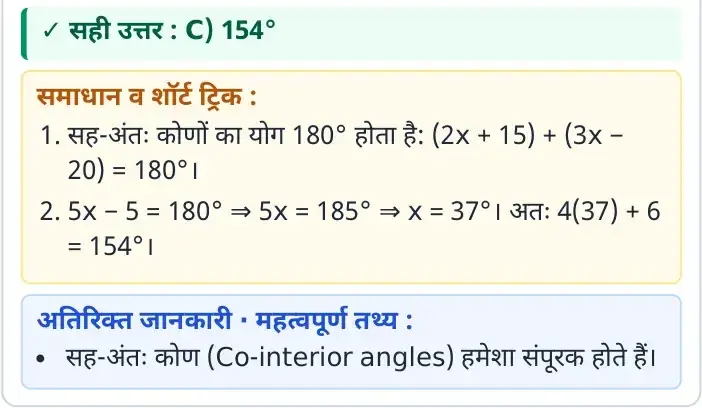 ✓ सही उत्तर : C) 154°
समाधान व शॉर्ट ट्रिक :
1. सह-अंतः कोणों का योग 180° होता है: (2x + 15) + (3x −
20) = 180°।
2. 5x − 5 = 180° ⇒ 5x = 185° ⇒ x = 37°। अतः 4(37) + 6
= 154°।
अतिरिक्त जानकारी · महत्वपूर्ण तथ्य :
• सह-अंतः कोण (Co-interior angles) हमेशा संपूरक होते हैं।